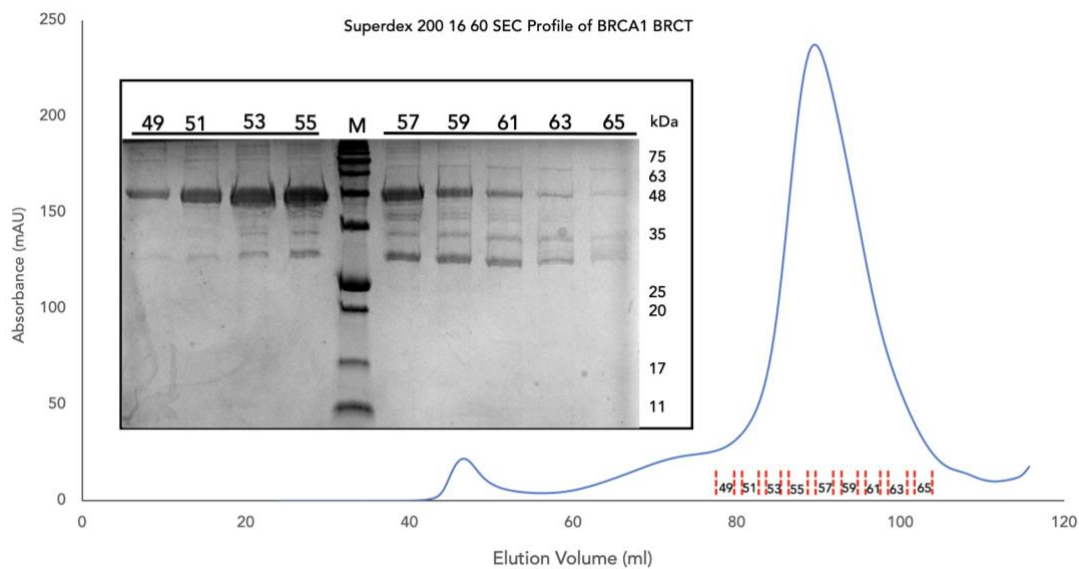 Superdex 200 16 60 SEC Profile of BRCA1 BRCT
250
200
150
100
50
0
Absorbance (mAU)
49 51 53 55 M 57 59 61 63 65 kDa
75
63
48
35
25
20
17
11
49 51 53 55 57 59 61 63 65
0 20 40 60 80 100 120
Elution Volume (ml)